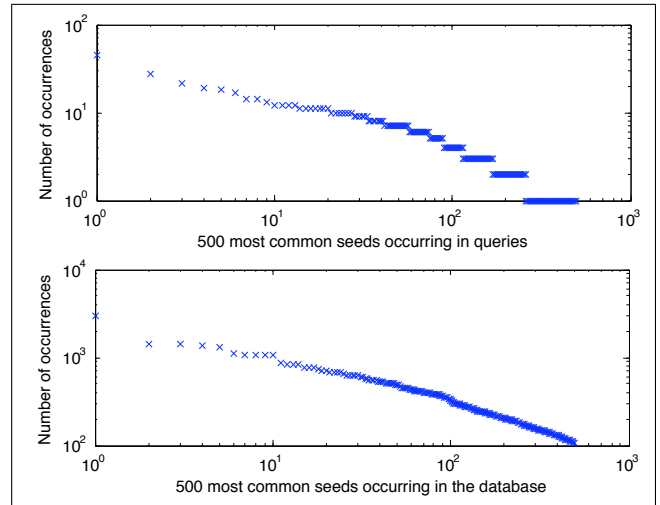 10^2
10^1
10^0
Number of occurrences
10^0 10^1 10^2 10^3
500 most common seeds occurring in queries
10^4
10^3
10^2
Number of occurrences
10^0 10^1 10^2 10^3
500 most common seeds occurring in the database